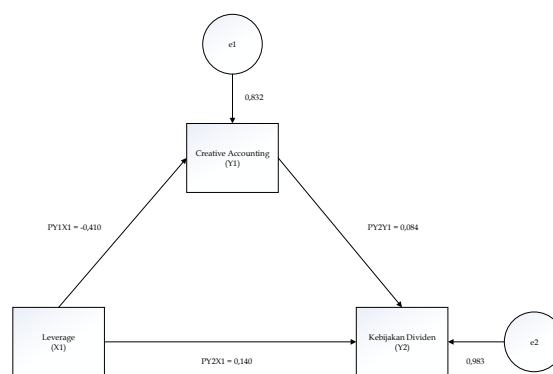 e1
0,832
Creative Accounting
(Y1)
PY1X1 = -0,410
PY2Y1 = 0,084
Leverage
(X1)
Kebijakan Dividen
(Y2)
e2
PY2X1 = 0,140
0,983